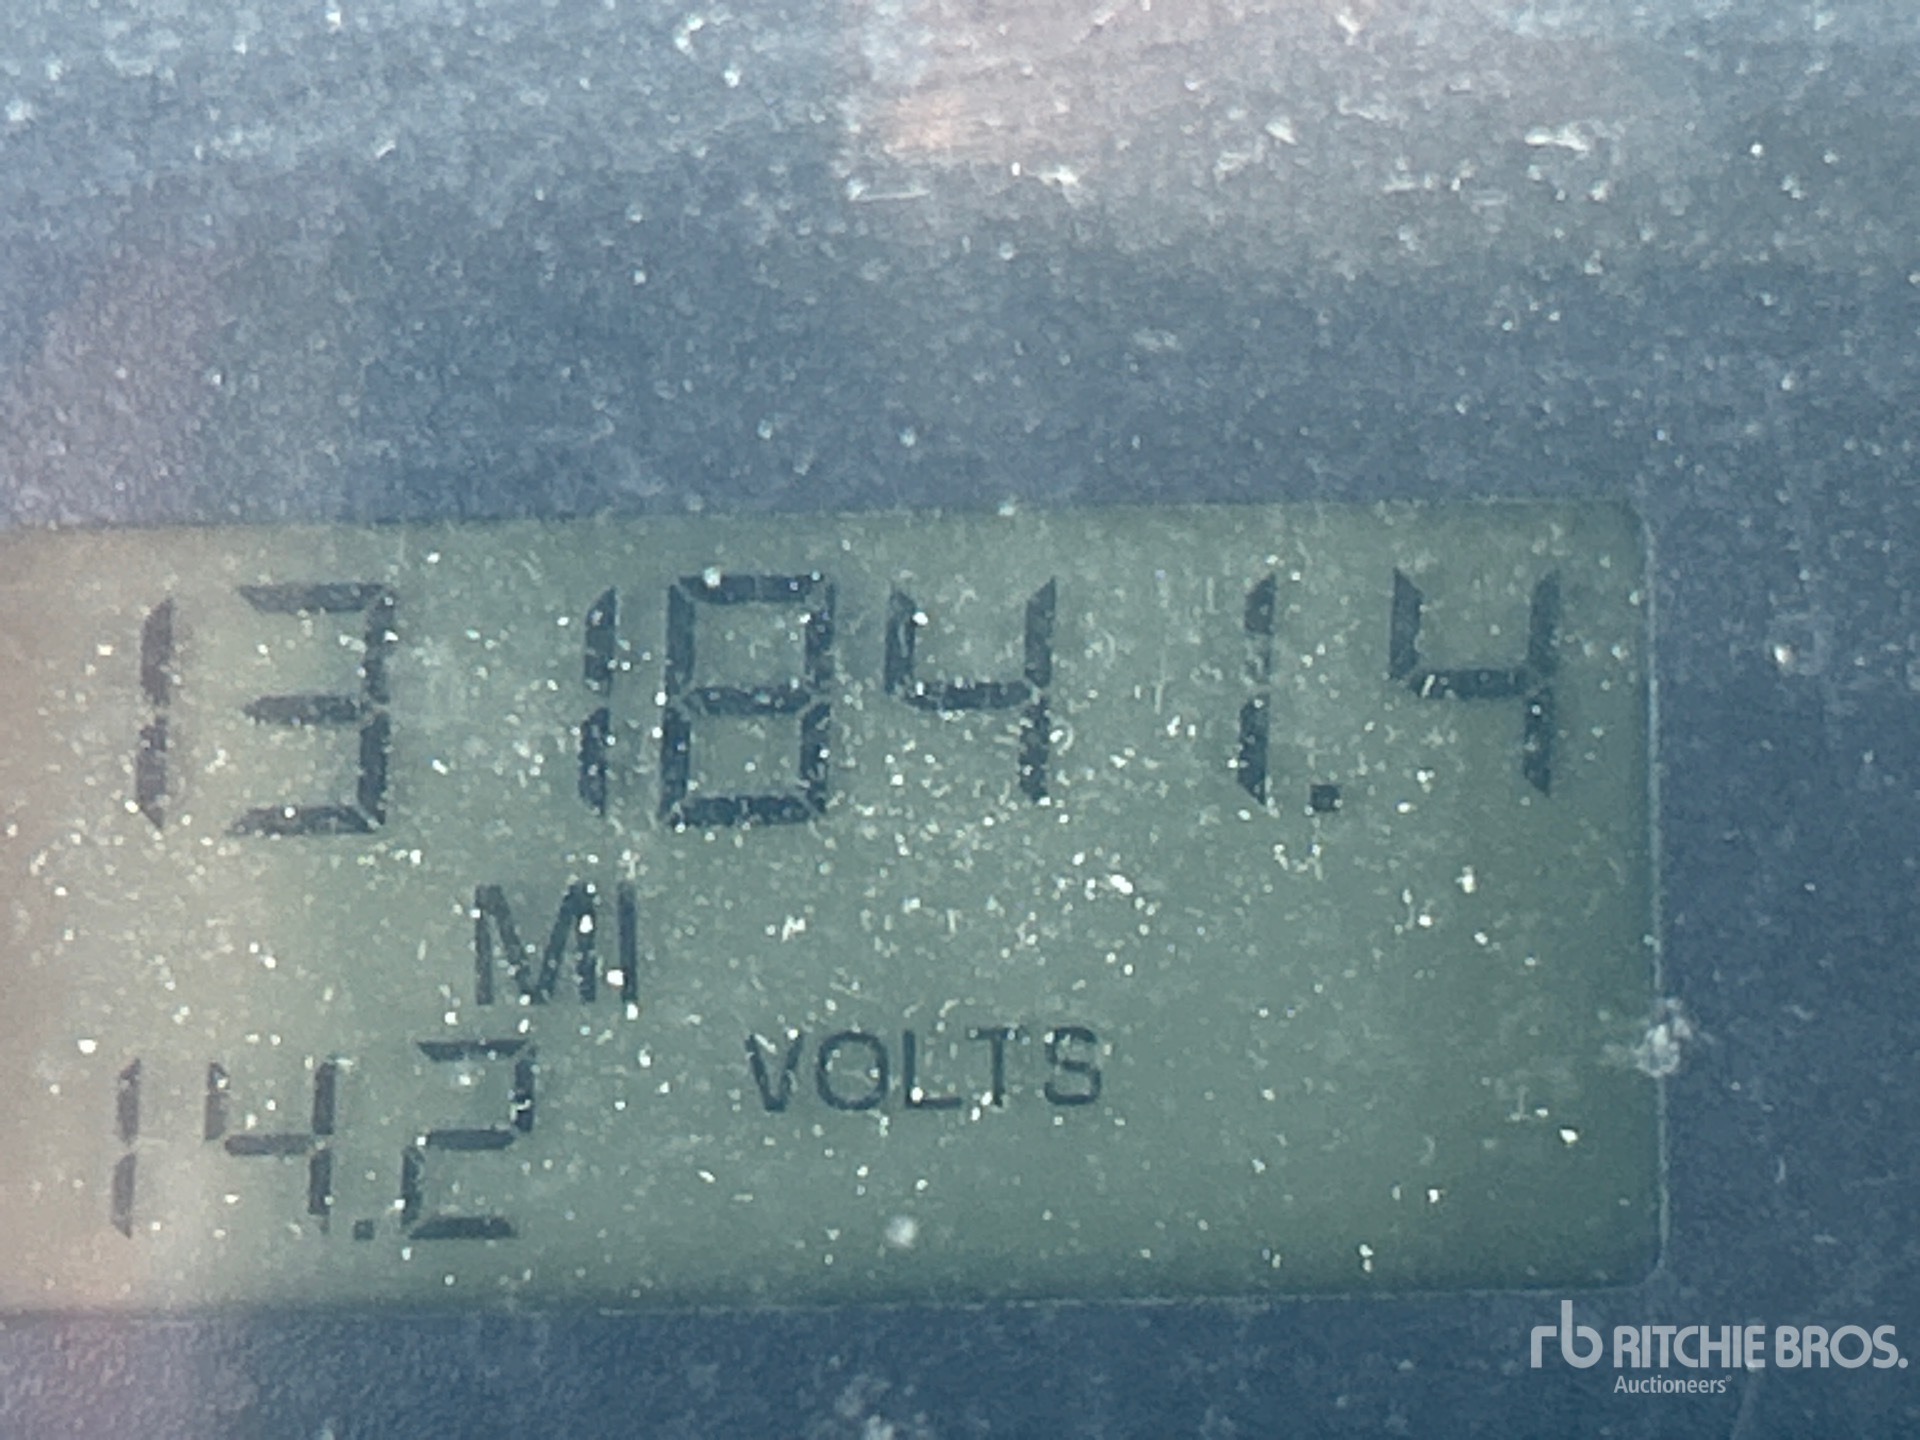 131841.4
MI
14.2 VOLTS
rb RITCHIE BROS.
Auctioneers®